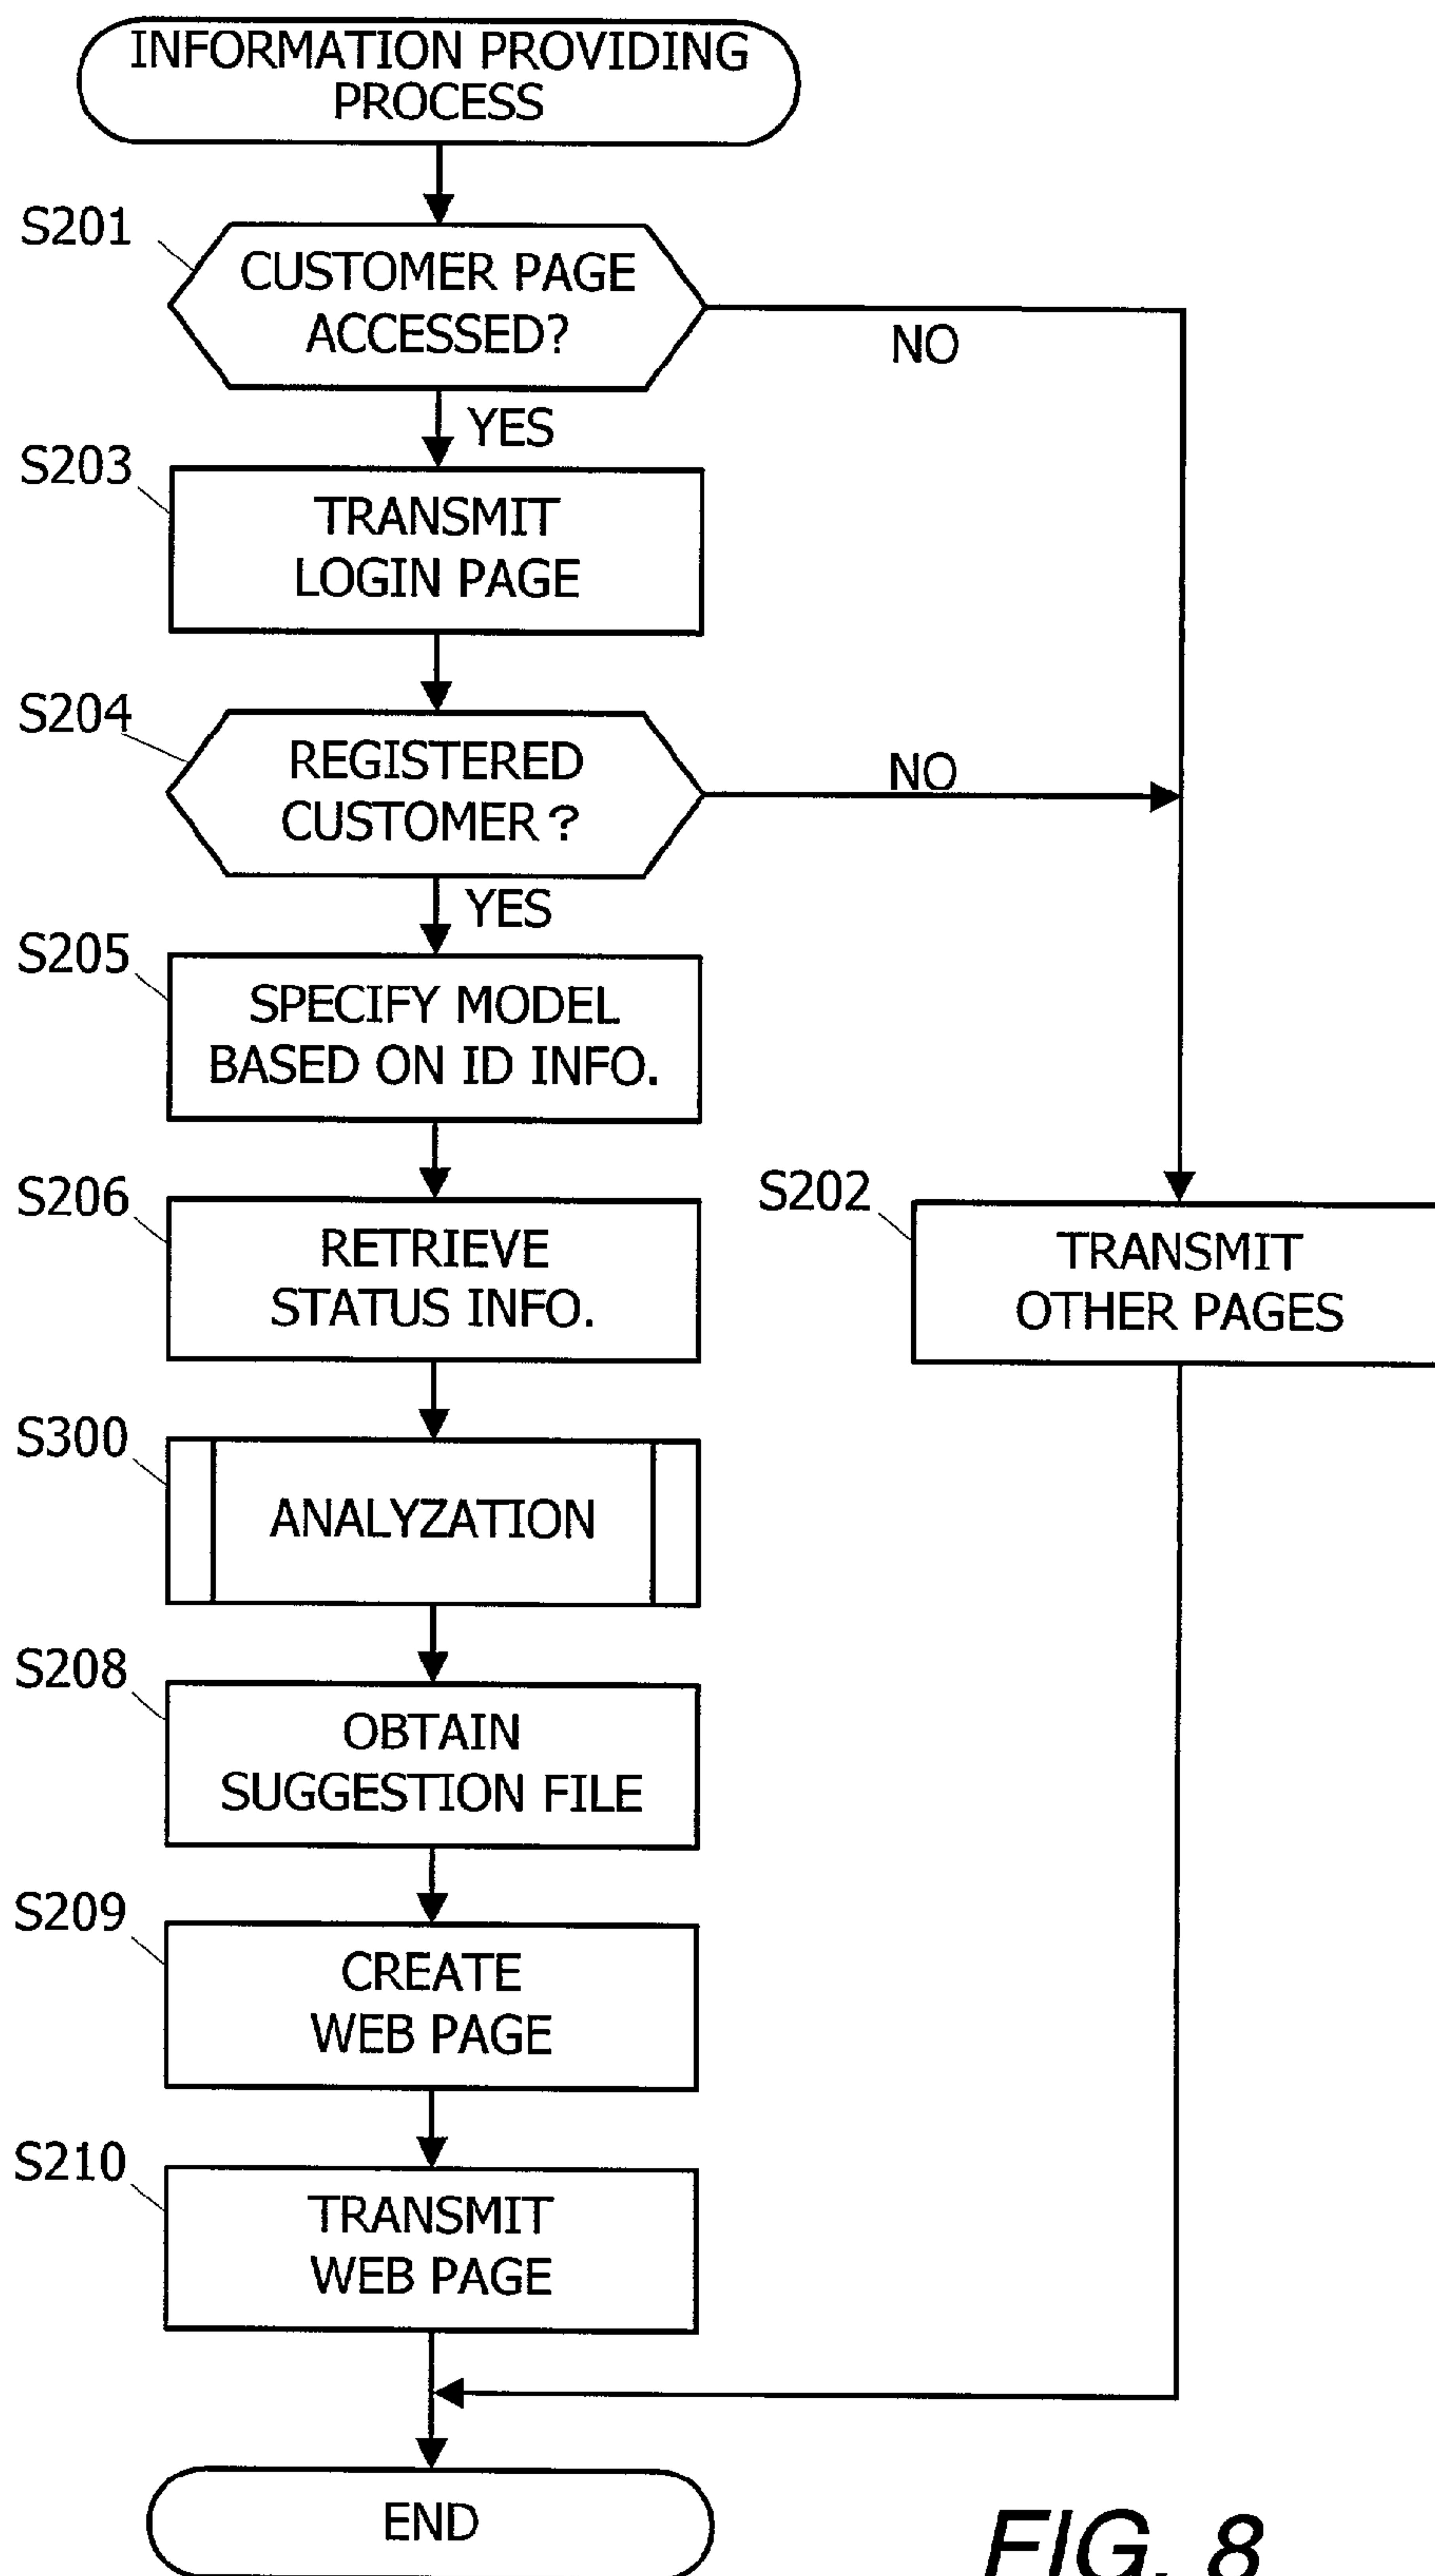 INFORMATION PROVIDING
PROCESS
S201
CUSTOMER PAGE
ACCESSED?
NO
YES
S203
TRANSMIT
LOGIN PAGE
S204
REGISTERED
CUSTOMER ?
NO
YES
S205
SPECIFY MODEL
BASED ON ID INFO.
S206
RETRIEVE
STATUS INFO.
S202
TRANSMIT
OTHER PAGES
S300
ANALYZATION
S208
OBTAIN
SUGGESTION FILE
S209
CREATE
WEB PAGE
S210
TRANSMIT
WEB PAGE
END
FIG. 8